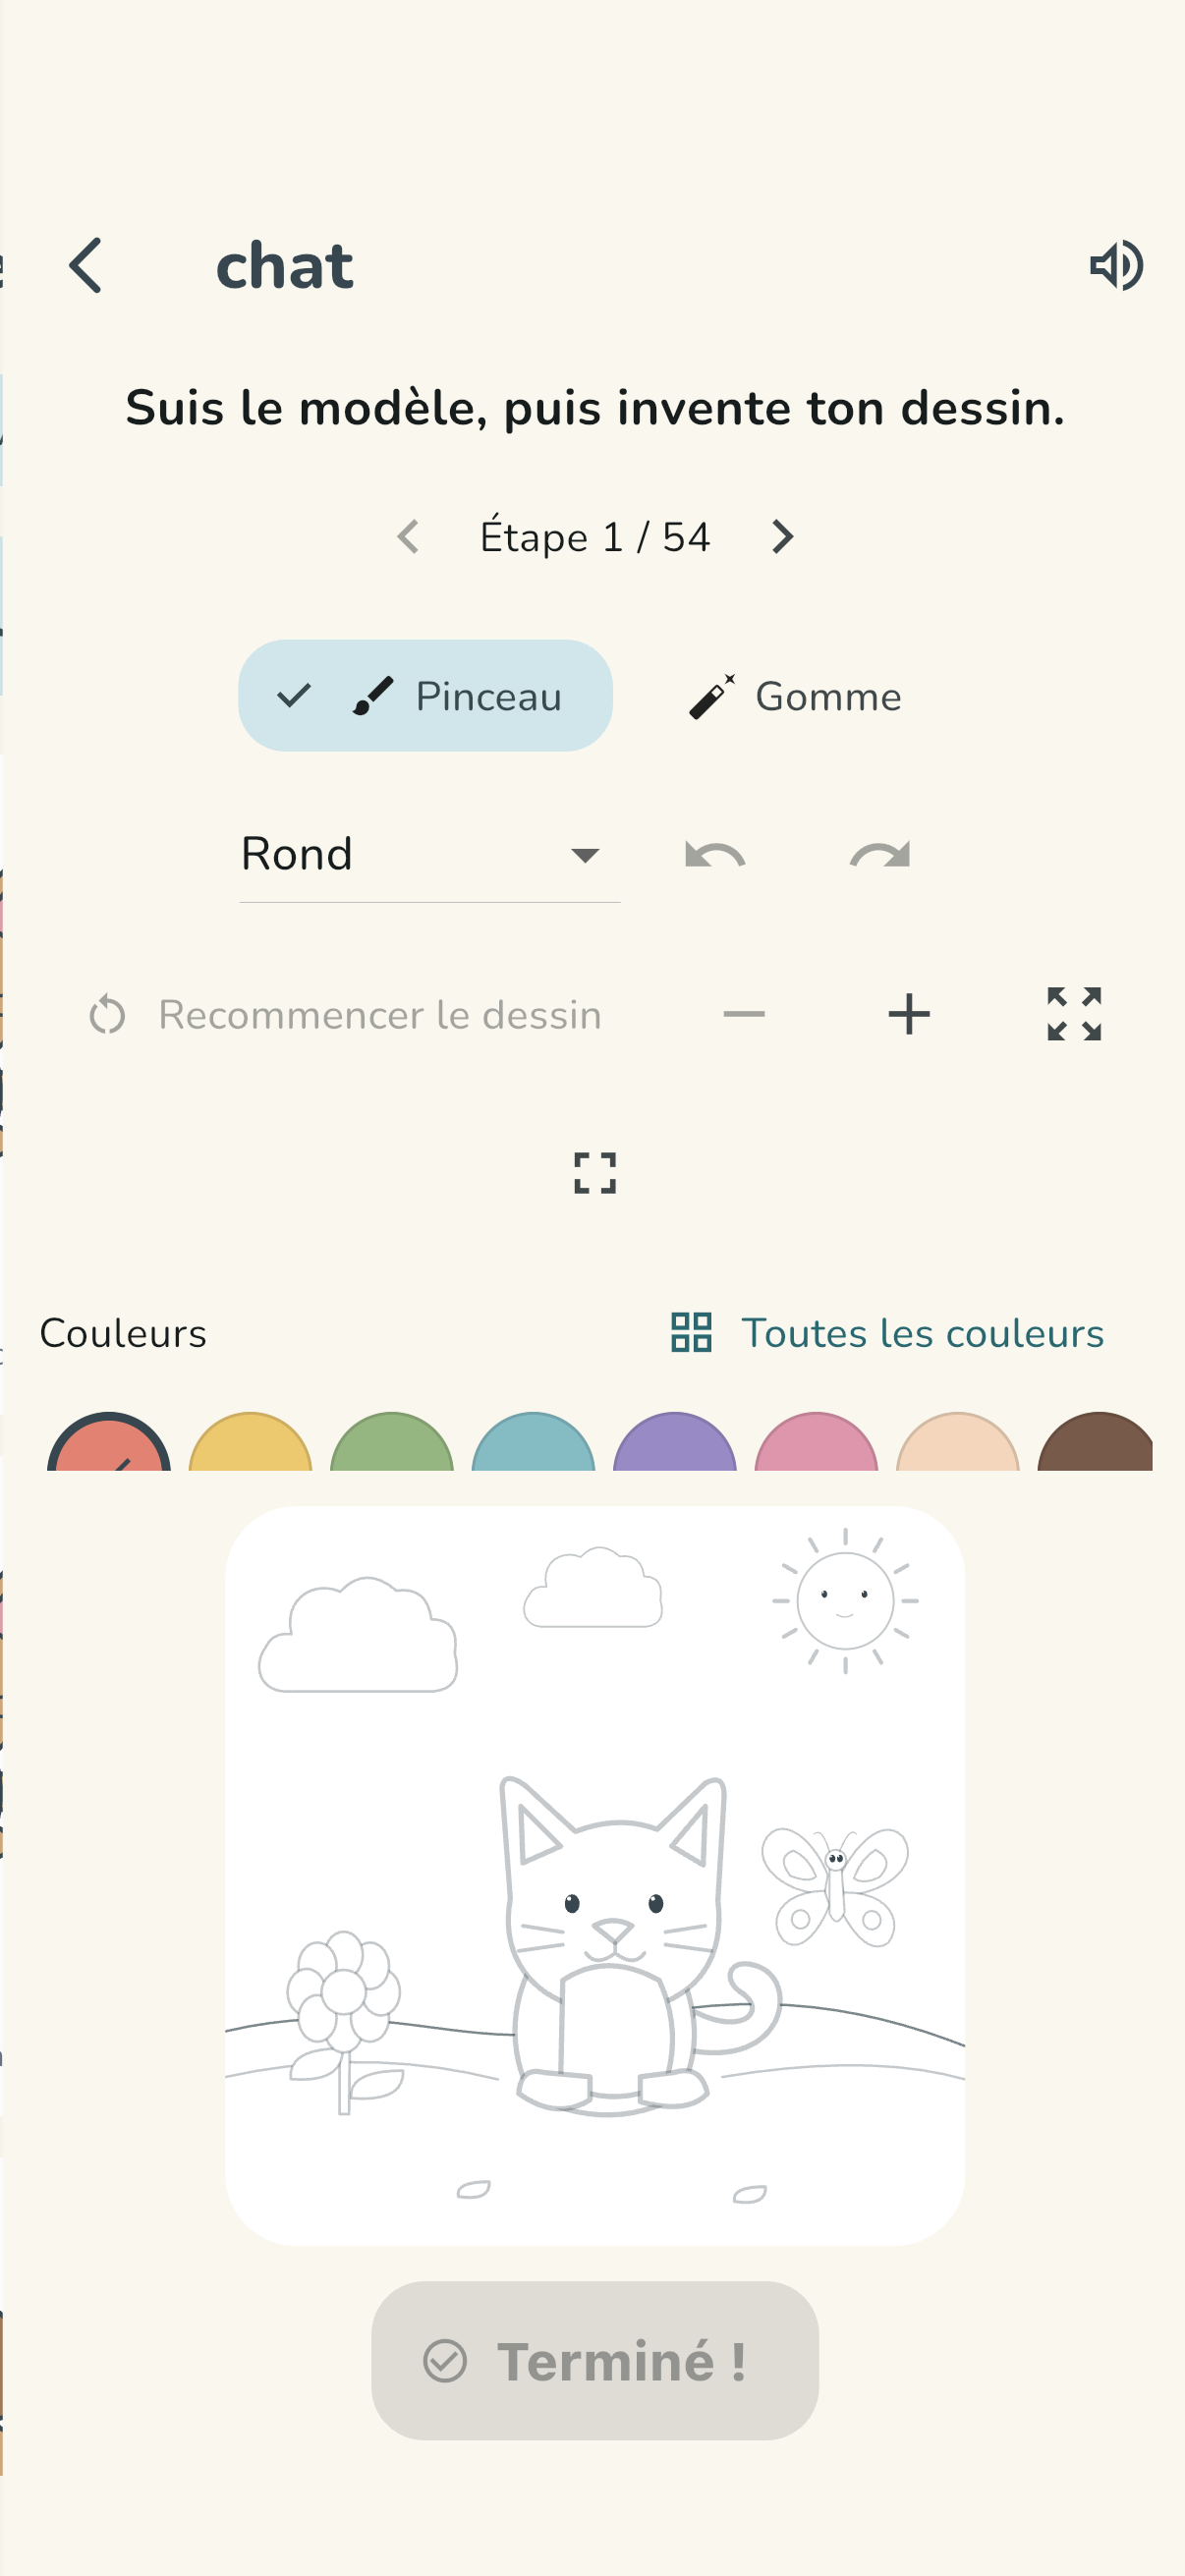 chat
Suis le modèle, puis invente ton dessin.
Étape 1 / 54
Pinceau
Gomme
Rond
Recommencer le dessin
Couleurs
Toutes les couleurs
Terminé !